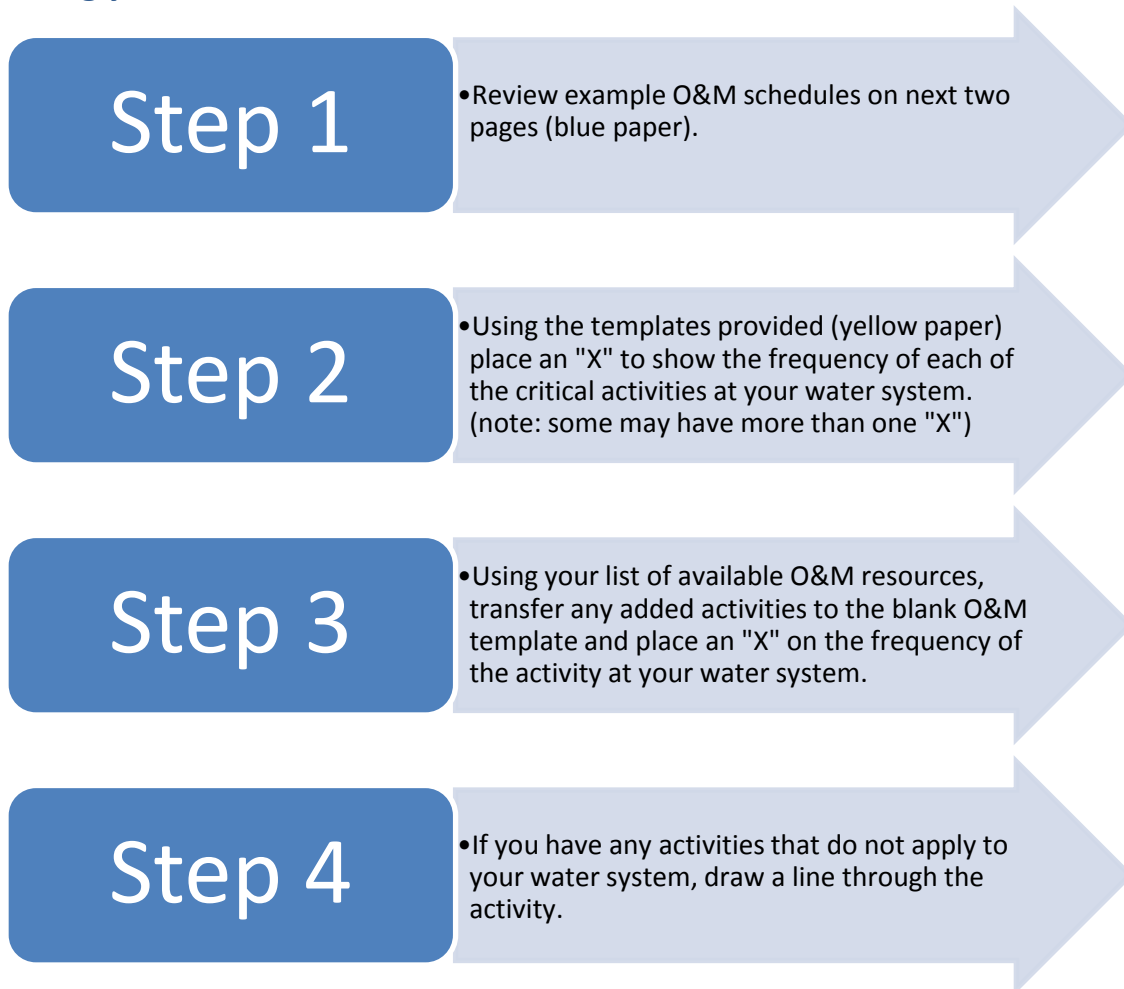 Step 1
•Review example O&M schedules on next two
pages (blue paper).
Step 2
•Using the templates provided (yellow paper)
place an "X" to show the frequency of each of
the critical activities at your water system.
(note: some may have more than one "X")
Step 3
•Using your list of available O&M resources,
transfer any added activities to the blank O&M
template and place an "X" on the frequency of
the activity at your water system.
Step 4
•If you have any activities that do not apply to
your water system, draw a line through the
activity.